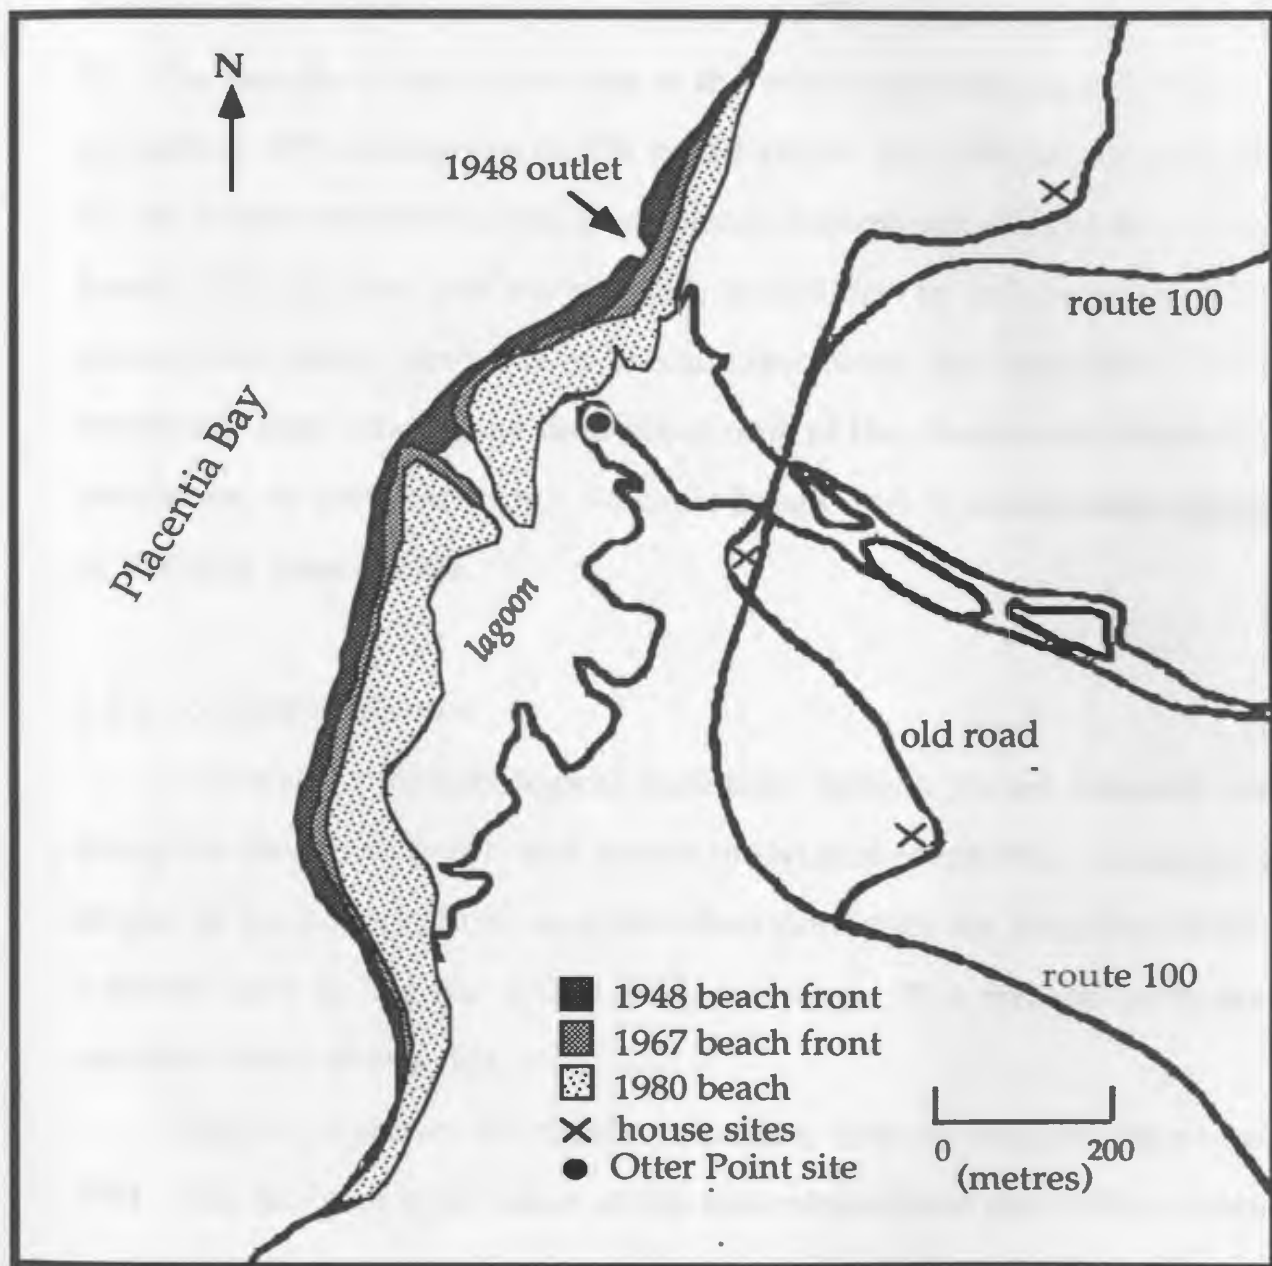 N
1948 outlet
route 100
Placentia Bay
lagoon
old road
route 100
1948 beach front
1967 beach front
1980 beach
house sites
Otter Point site
0 200
(metres)